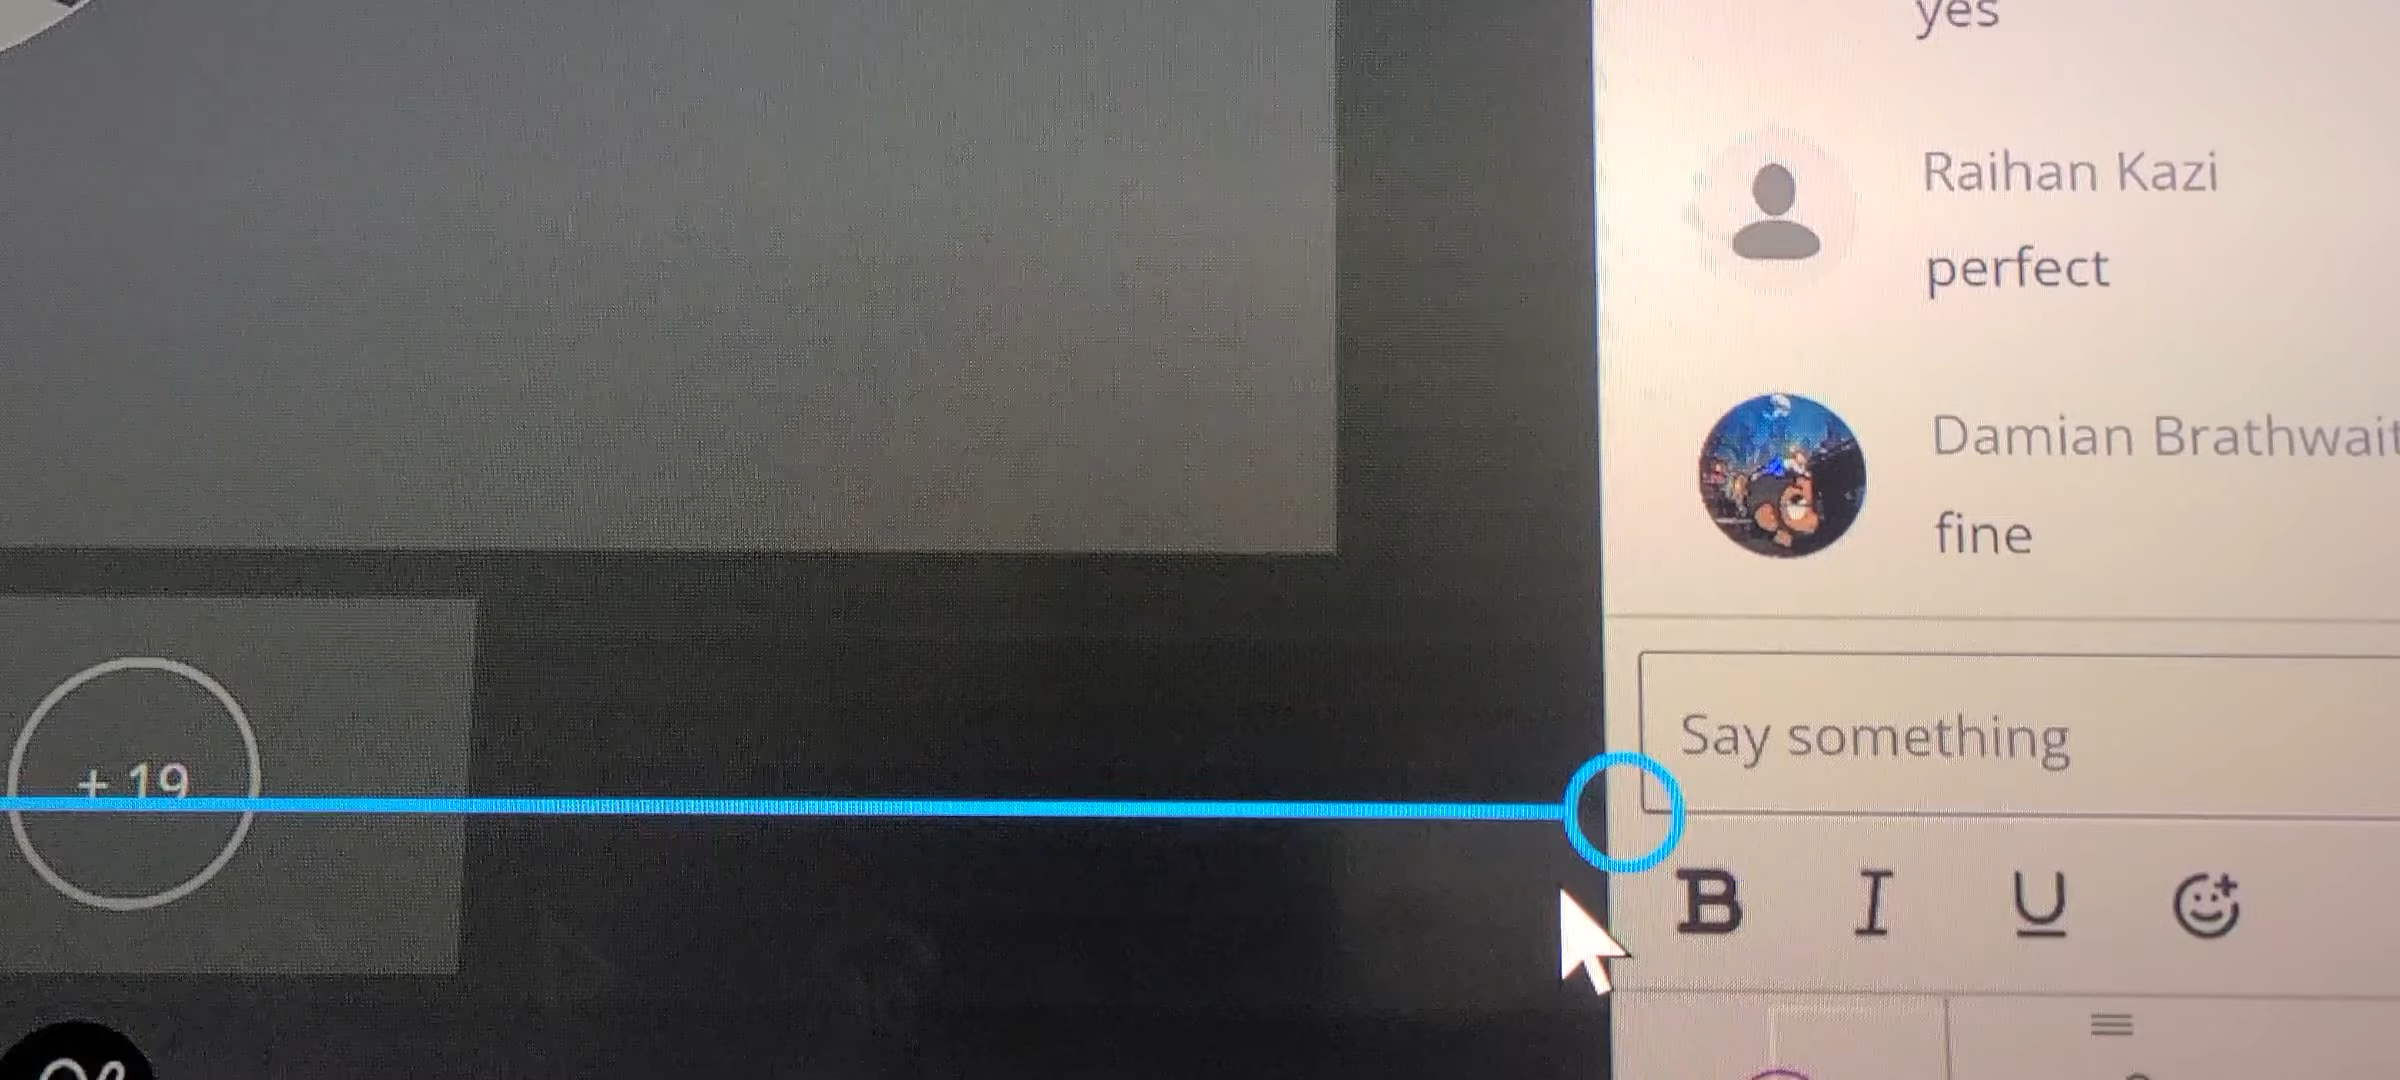 yes
Raihan Kazi
perfect
Damian Brathwait
fine
+ 19
Say something
B I U